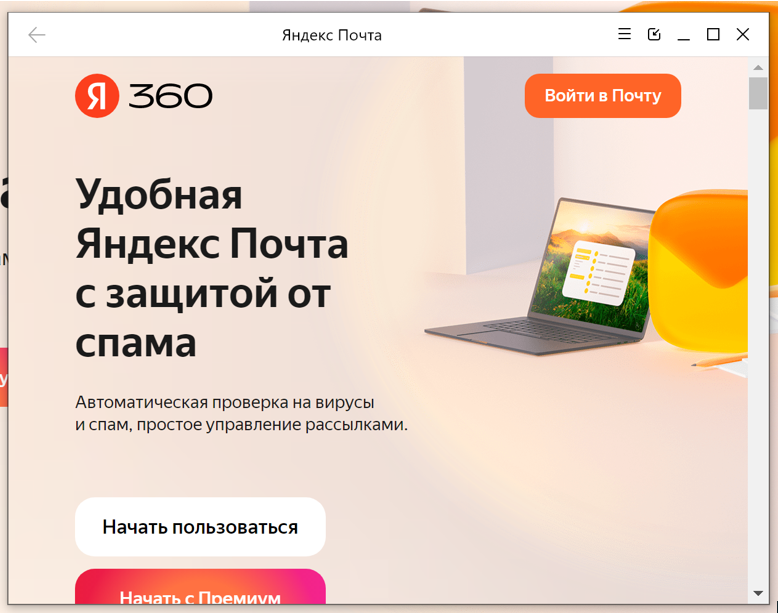 Яндекс Почта
Я 360
Войти в Почту
Удобная
Яндекс Почта
с защитой от
спама
Автоматическая проверка на вирусы
и спам, простое управление рассылками.
Начать пользоваться
Начать с Премиум